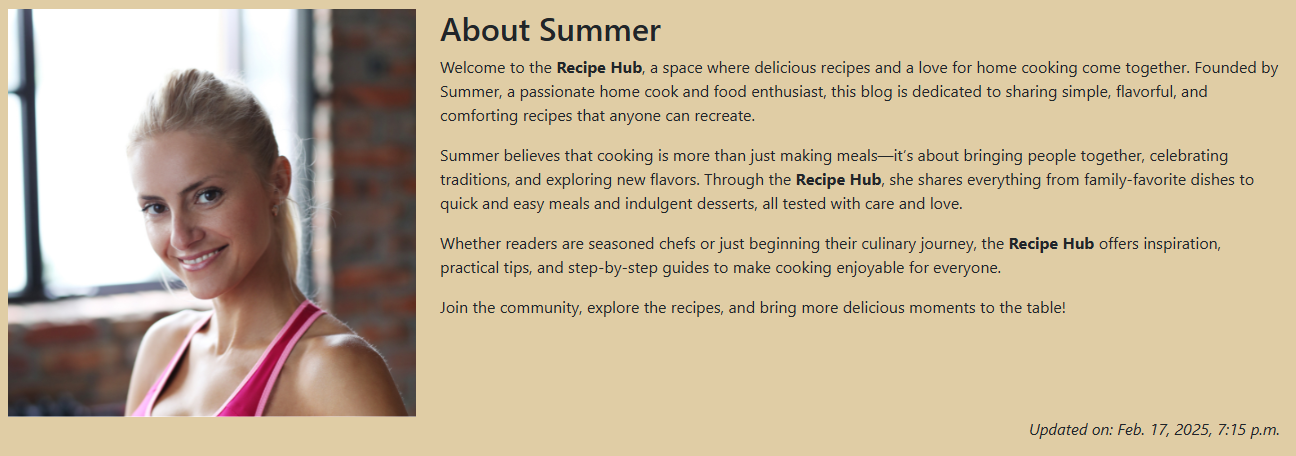 About Summer
Welcome to the Recipe Hub, a space where delicious recipes and a love for home cooking come together. Founded by
Summer, a passionate home cook and food enthusiast, this blog is dedicated to sharing simple, flavorful, and
comforting recipes that anyone can recreate.
Summer believes that cooking is more than just making meals—it's about bringing people together, celebrating
traditions, and exploring new flavors. Through the Recipe Hub, she shares everything from family-favorite dishes to
quick and easy meals and indulgent desserts, all tested with care and love.
Whether readers are seasoned chefs or just beginning their culinary journey, the Recipe Hub offers inspiration,
practical tips, and step-by-step guides to make cooking enjoyable for everyone.
Join the community, explore the recipes, and bring more delicious moments to the table!
Updated on: Feb. 17, 2025, 7:15 p.m.